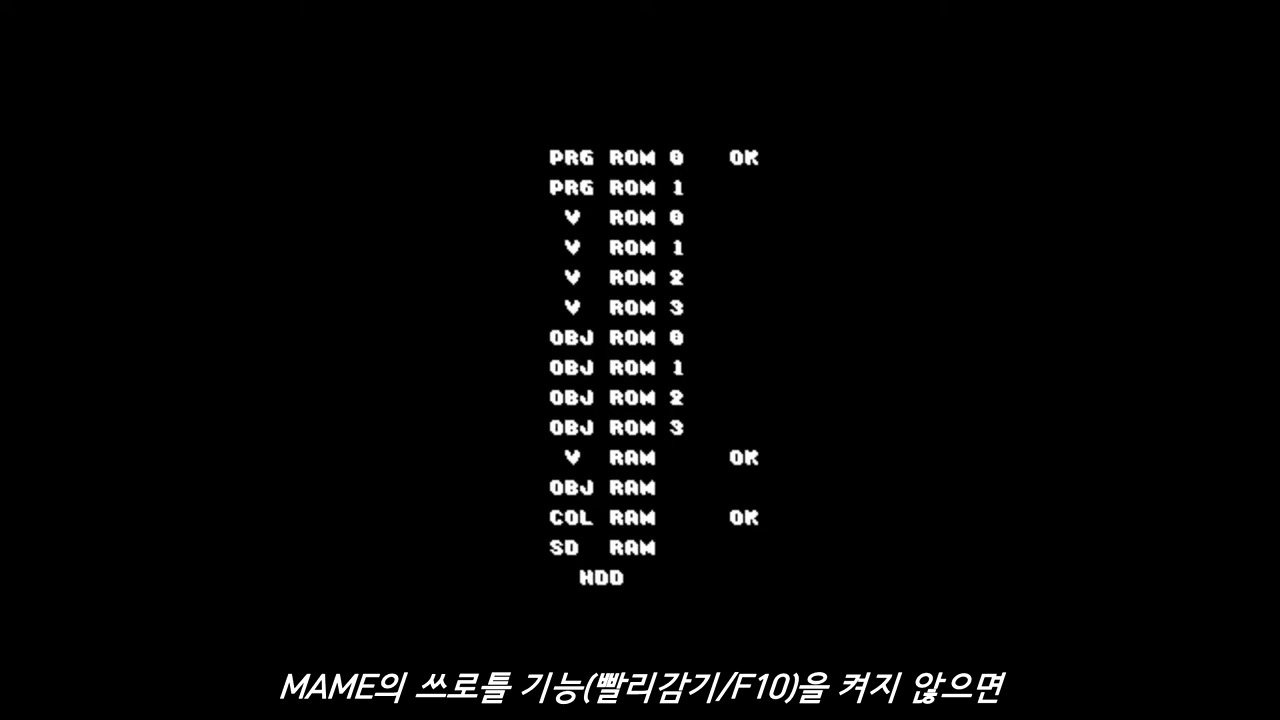 PRG ROM 0 OK
PRG ROM 1
V ROM 0
V ROM 1
V ROM 2
V ROM 3
OBJ ROM 0
OBJ ROM 1
OBJ ROM 2
OBJ ROM 3
V RAM OK
OBJ RAM
COL RAM OK
SD RAM
HDD
MAME의 쓰로틀 기능(빨리감기/F10)을 켜지 않으면